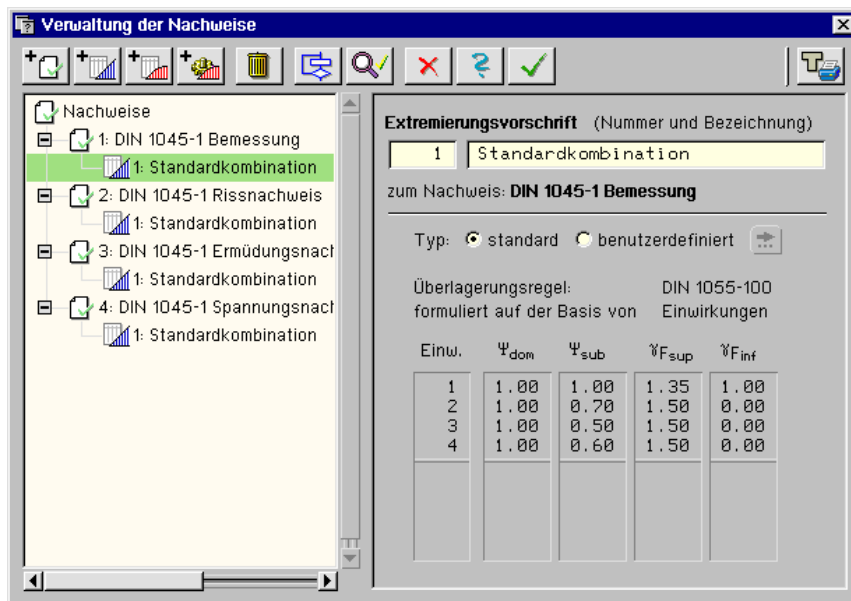 Verwaltung der Nachweise
Nachweise
1: DIN 1045-1 Bemessung
1: Standardkombination
2: DIN 1045-1 Rissnachweis
1: Standardkombination
3: DIN 1045-1 Ermüdungsnach
1: Standardkombination
4: DIN 1045-1 Spannungsnach
1: Standardkombination
Extremierungsvorschrift (Nummer und Bezeichnung)
1 Standardkombination
zum Nachweis: DIN 1045-1 Bemessung
Typ: standard benutzerdefiniert
Überlagerungsregel: DIN 1055-100
formuliert auf der Basis von Einwirkungen
Einw. Ψdom Ψsub γFsup γFinf
1 1.00 1.00 1.35 1.00
2 1.00 0.70 1.50 0.00
3 1.00 0.50 1.50 0.00
4 1.00 0.60 1.50 0.00